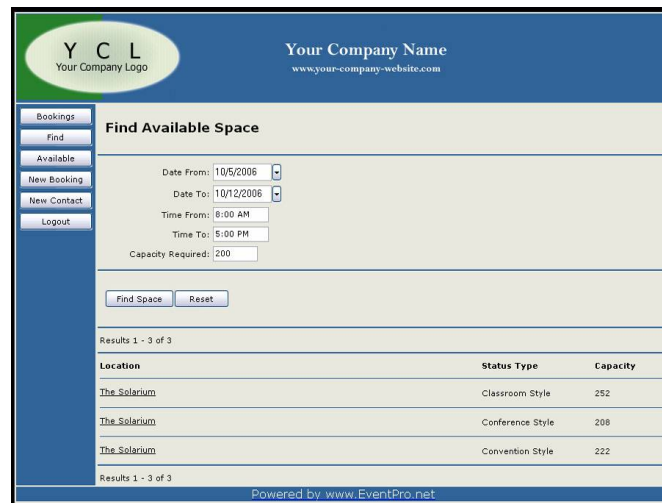 Y C L
Your Company Logo
Your Company Name
www.your-company-website.com
Bookings
Find
Available
New Booking
New Contact
Logout
Find Available Space
Date From: 10/5/2006
Date To: 10/12/2006
Time From: 8:00 AM
Time To: 5:00 PM
Capacity Required: 200
Find Space Reset
Results 1 - 3 of 3
Location Status Type Capacity
The Solarium Classroom Style 252
The Solarium Conference Style 208
The Solarium Convention Style 222
Results 1 - 3 of 3
Powered by www.EventPro.net